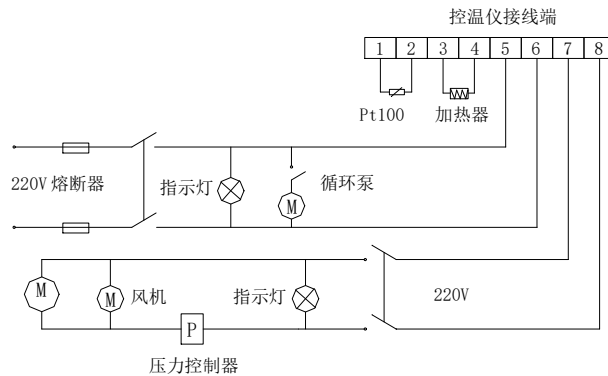 控温仪接线端
1 2 3 4 5 6 7 8
Pt100 加热器
220V 熔断器 指示灯 循环泵
M
M M 风机 指示灯 220V
P
压力控制器